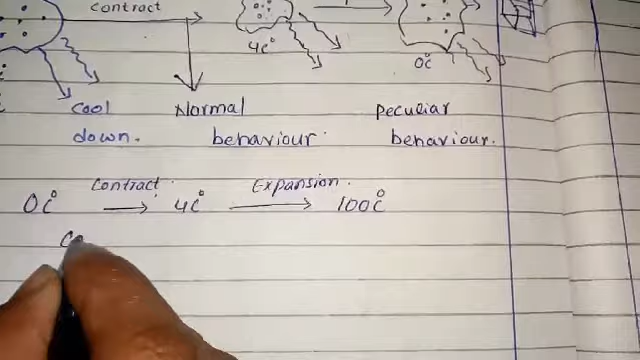 contract
4c° 0c°
cool Normal peculiar
down. behaviour. behaviour.
contract. Expansion.
0c° 4c° 100c°